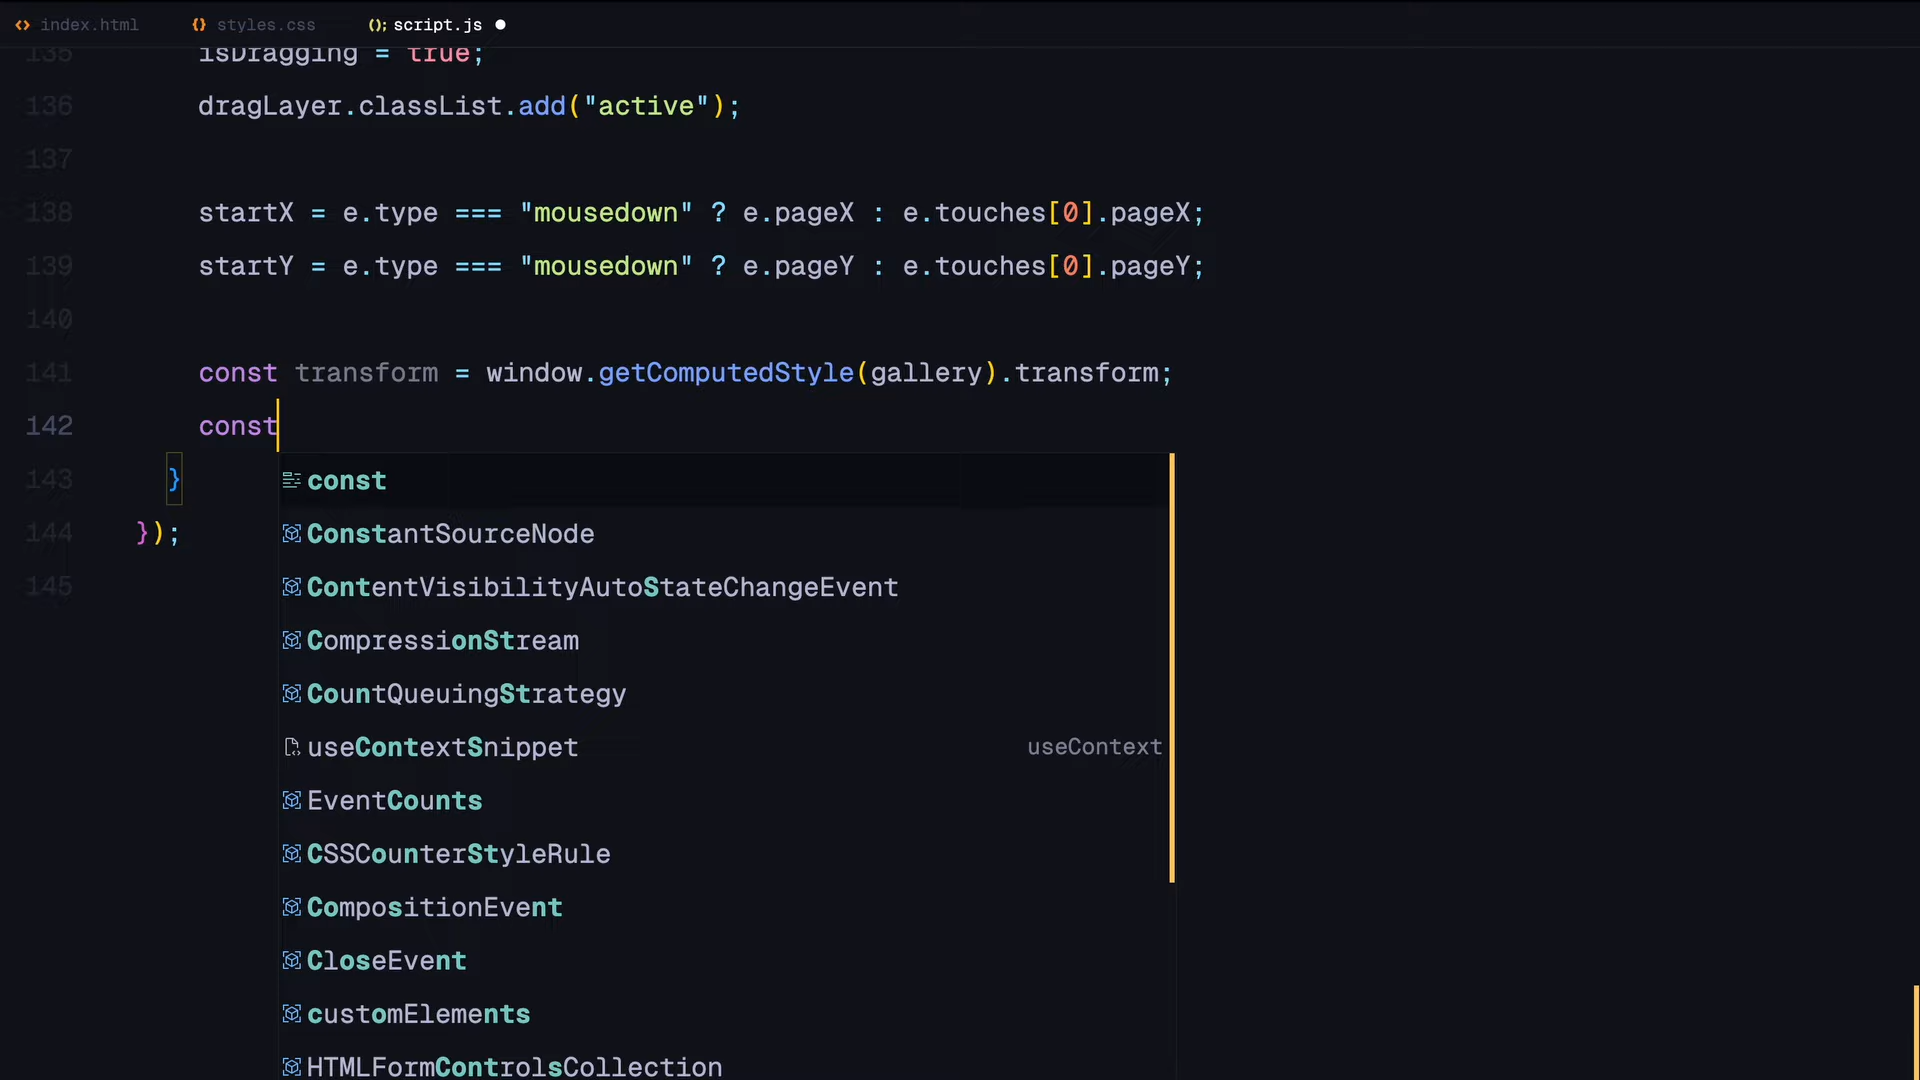 index.html styles.css (); script.js
135 isDragging = true;
136 dragLayer.classList.add("active");
137
138 startX = e.type === "mousedown" ? e.pageX : e.touches[0].pageX;
139 startY = e.type === "mousedown" ? e.pageY : e.touches[0].pageY;
140
141 const transform = window.getComputedStyle(gallery).transform;
142 const
143 }
144 });
145
const
ConstantSourceNode
ContentVisibilityAutoStateChangeEvent
CompressionStream
CountQueuingStrategy
useContextSnippet useContext
EventCounts
CSSCounterStyleRule
CompositionEvent
CloseEvent
customElements
HTMLFormControlsCollection